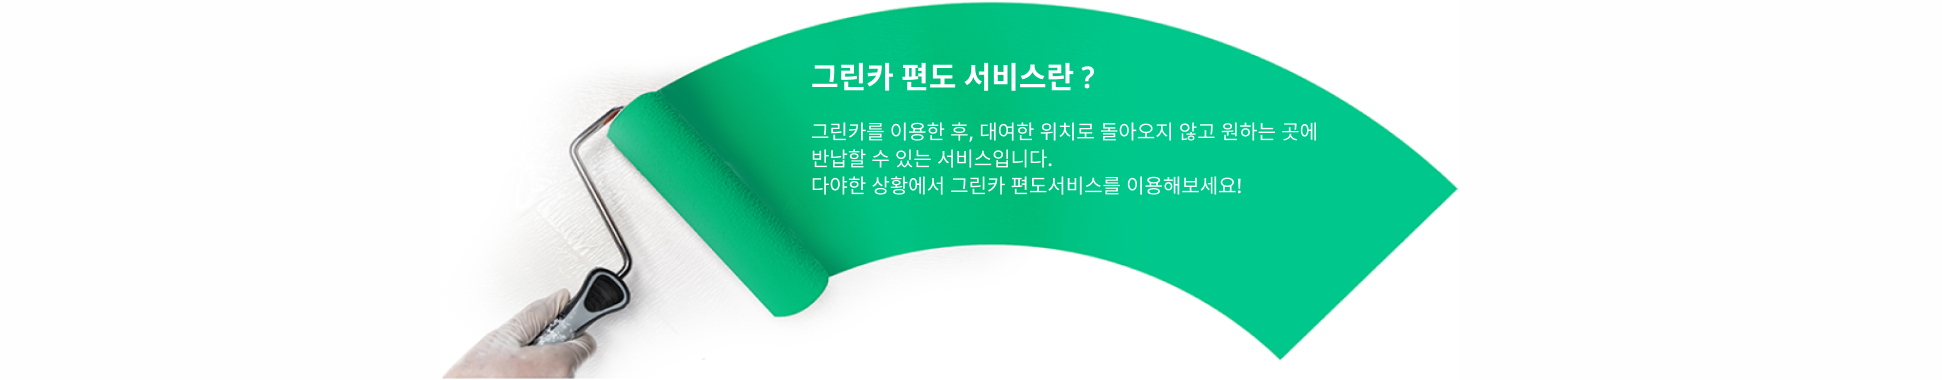 그린카 편도 서비스란 ?
그린카를 이용한 후, 대여한 위치로 돌아오지 않고 원하는 곳에
반납할 수 있는 서비스입니다.
다야한 상황에서 그린카 편도서비스를 이용해보세요!